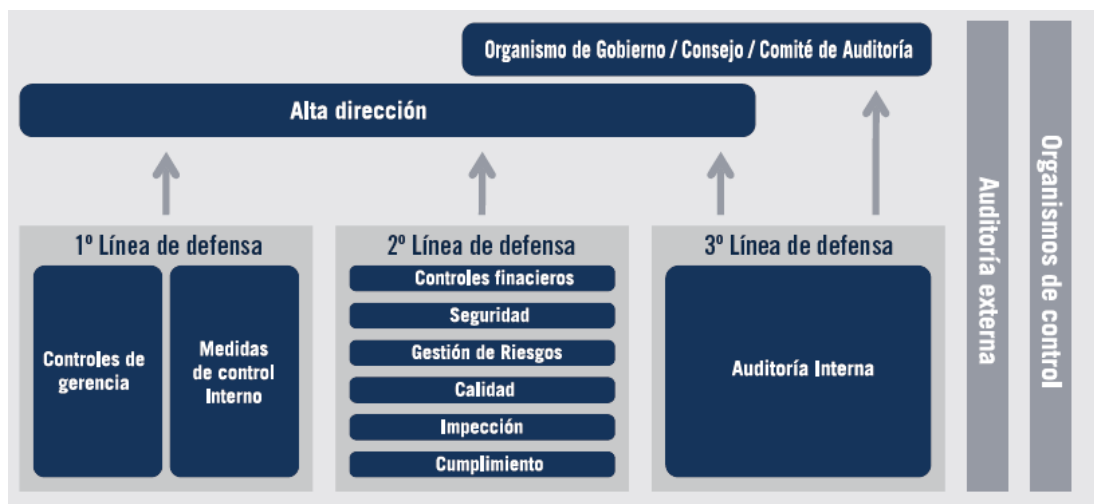 Organismo de Gobierno / Consejo / Comité de Auditoría
Alta dirección
1º Línea de defensa
Controles de
gerencia
Medidas
de control
Interno
2º Línea de defensa
Controles finacieros
Seguridad
Gestión de Riesgos
Calidad
Impección
Cumplimiento
3º Línea de defensa
Auditoría Interna
Auditoría externa
Organismos de control